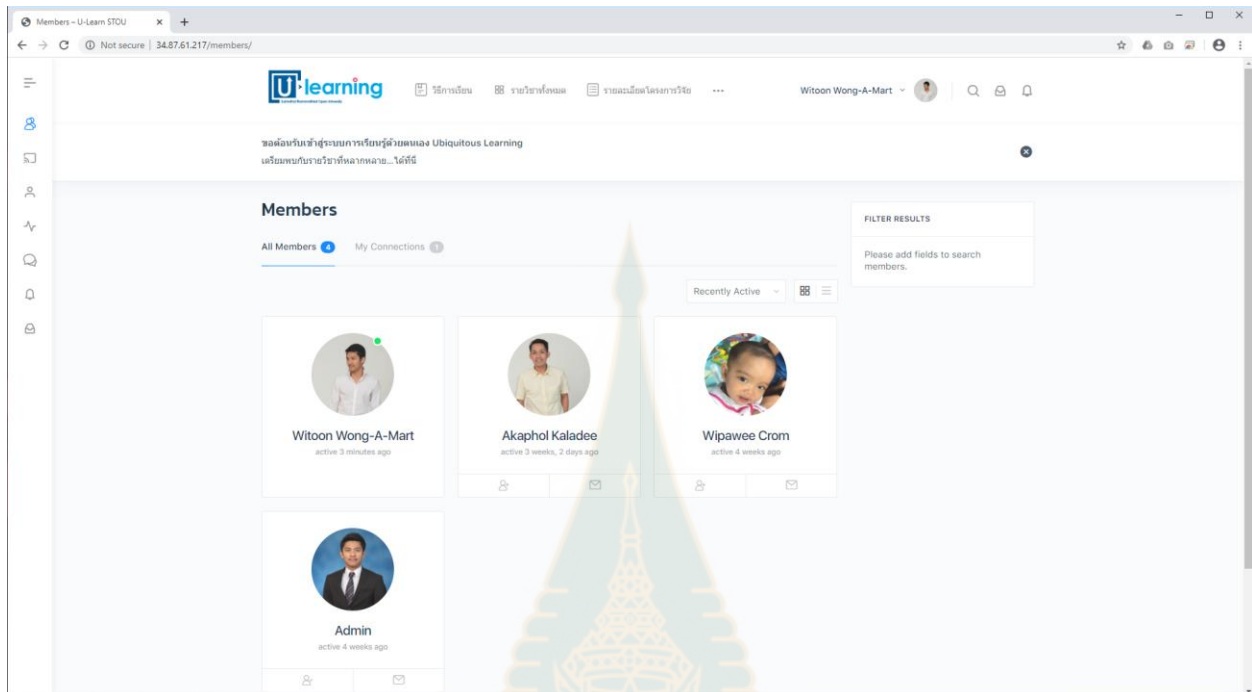 Members – U-Learn STOU
Not secure | 34.87.61.217/members/
U learning
วิธีการเรียน
รายวิชาทั้งหมด
รายละเอียดโครงการวิจัย
...
Witoon Wong-A-Mart
ขอต้อนรับเข้าสู่ระบบการเรียนรู้ด้วยตนเอง Ubiquitous Learning
เตรียมพบกับรายวิชาที่หลากหลาย...ได้ที่นี่
Members
All Members 4
My Connections 1
FILTER RESULTS
Please add fields to search
members.
Recently Active
Witoon Wong-A-Mart
active 3 minutes ago
Akaphol Kaladee
active 3 weeks, 2 days ago
Wipawee Crom
active 4 weeks ago
Admin
active 4 weeks ago